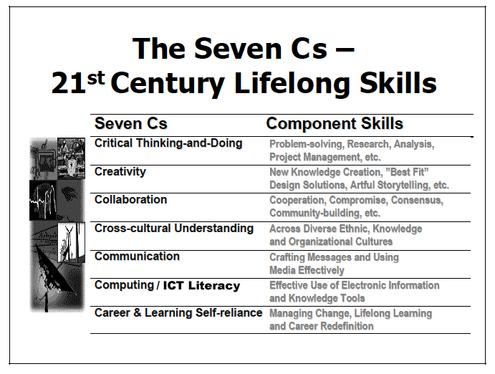 The Seven Cs –
21st Century Lifelong Skills
Seven Cs Component Skills
Critical Thinking-and-Doing Problem-solving, Research, Analysis,
Project Management, etc.
Creativity New Knowledge Creation, "Best Fit"
Design Solutions, Artful Storytelling, etc.
Collaboration Cooperation, Compromise, Consensus,
Community-building, etc.
Cross-cultural Understanding Across Diverse Ethnic, Knowledge
and Organizational Cultures
Communication Crafting Messages and Using
Media Effectively
Computing / ICT Literacy Effective Use of Electronic Information
and Knowledge Tools
Career & Learning Self-reliance Managing Change, Lifelong Learning
and Career Redefinition